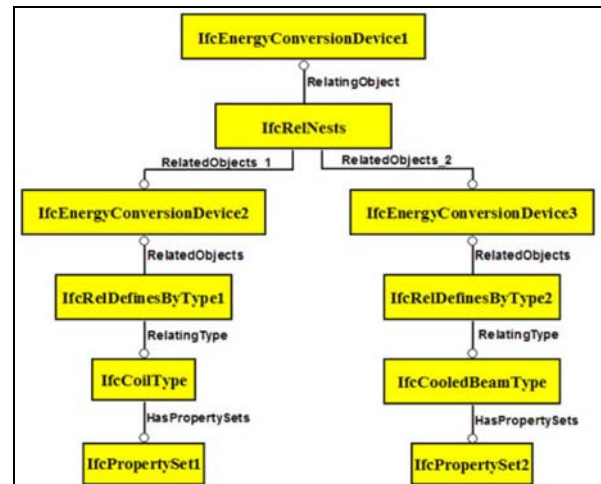 IfcEnergyConversionDevice1
RelatingObject
IfcRelNests
RelatedObjects_1
RelatedObjects_2
IfcEnergyConversionDevice2
IfcEnergyConversionDevice3
RelatedObjects
RelatedObjects
IfcRelDefinesByType1
IfcRelDefinesByType2
RelatingType
RelatingType
IfcCoilType
IfcCooledBeamType
HasPropertySets
HasPropertySets
IfcPropertySet1
IfcPropertySet2